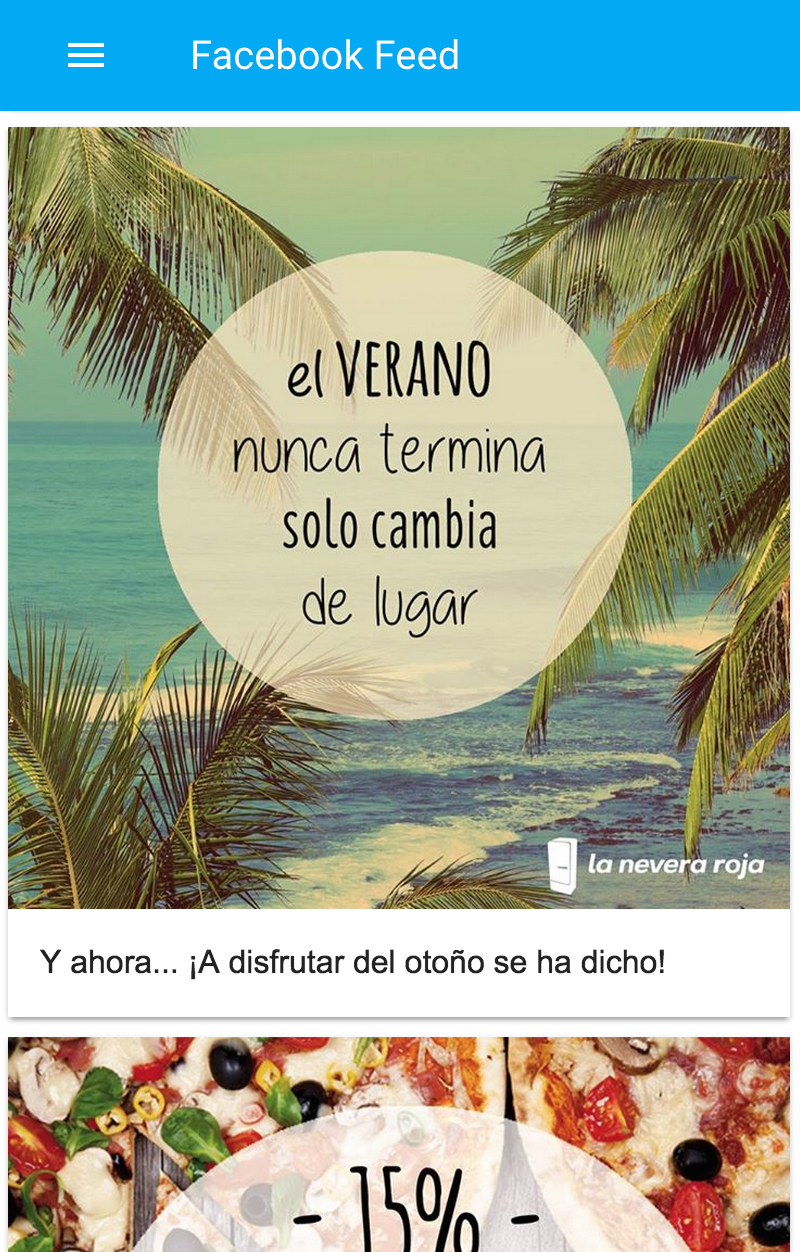 Facebook Feed
el VERANO
nunca termina
solo cambia
de lugar
la nevera roja
Y ahora... ¡A disfrutar del otoño se ha dicho!
- 15% -